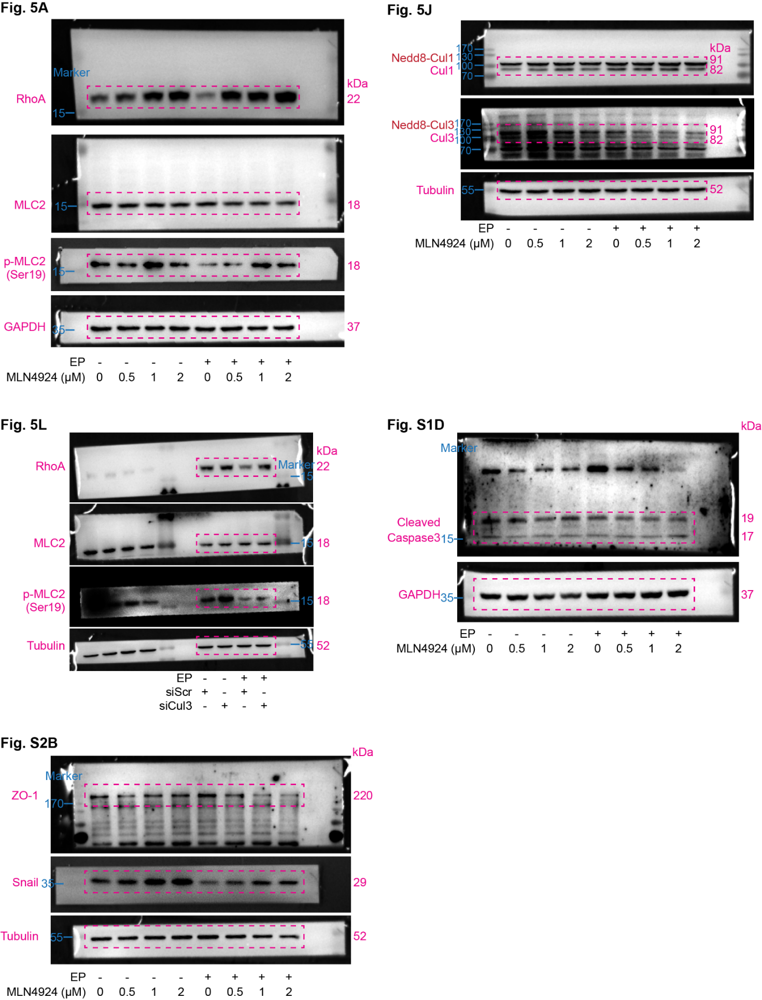 Fig. 5A
Marker
kDa
RhoA
22
15
MLC2
15
18
p-MLC2
(Ser19)
15
18
GAPDH
35
37
EP - - - - + + + +
MLN4924 (µM) 0 0.5 1 2 0 0.5 1 2
Fig. 5J
170
kDa
Nedd8-Cul1 130 91
Cul1 100 82
70
Nedd8-Cul3 170
130 91
Cul3 100 82
70
Tubulin 55 52
EP - - - - + + + +
MLN4924 (µM) 0 0.5 1 2 0 0.5 1 2
Fig. 5L
kDa
RhoA Marker 22
15
MLC2 15 18
p-MLC2
(Ser19)
15 18
Tubulin 55 52
EP - - + +
siScr + - + -
siCul3 - + - +
Fig. S1D
kDa
Marker
Cleaved 19
Caspase3 15 17
GAPDH 35 37
EP - - - - + + + +
MLN4924 (µM) 0 0.5 1 2 0 0.5 1 2
Fig. S2B
kDa
Marker
ZO-1 220
170
Snail 35 29
Tubulin 55 52
EP - - - - + + + +
MLN4924 (µM) 0 0.5 1 2 0 0.5 1 2